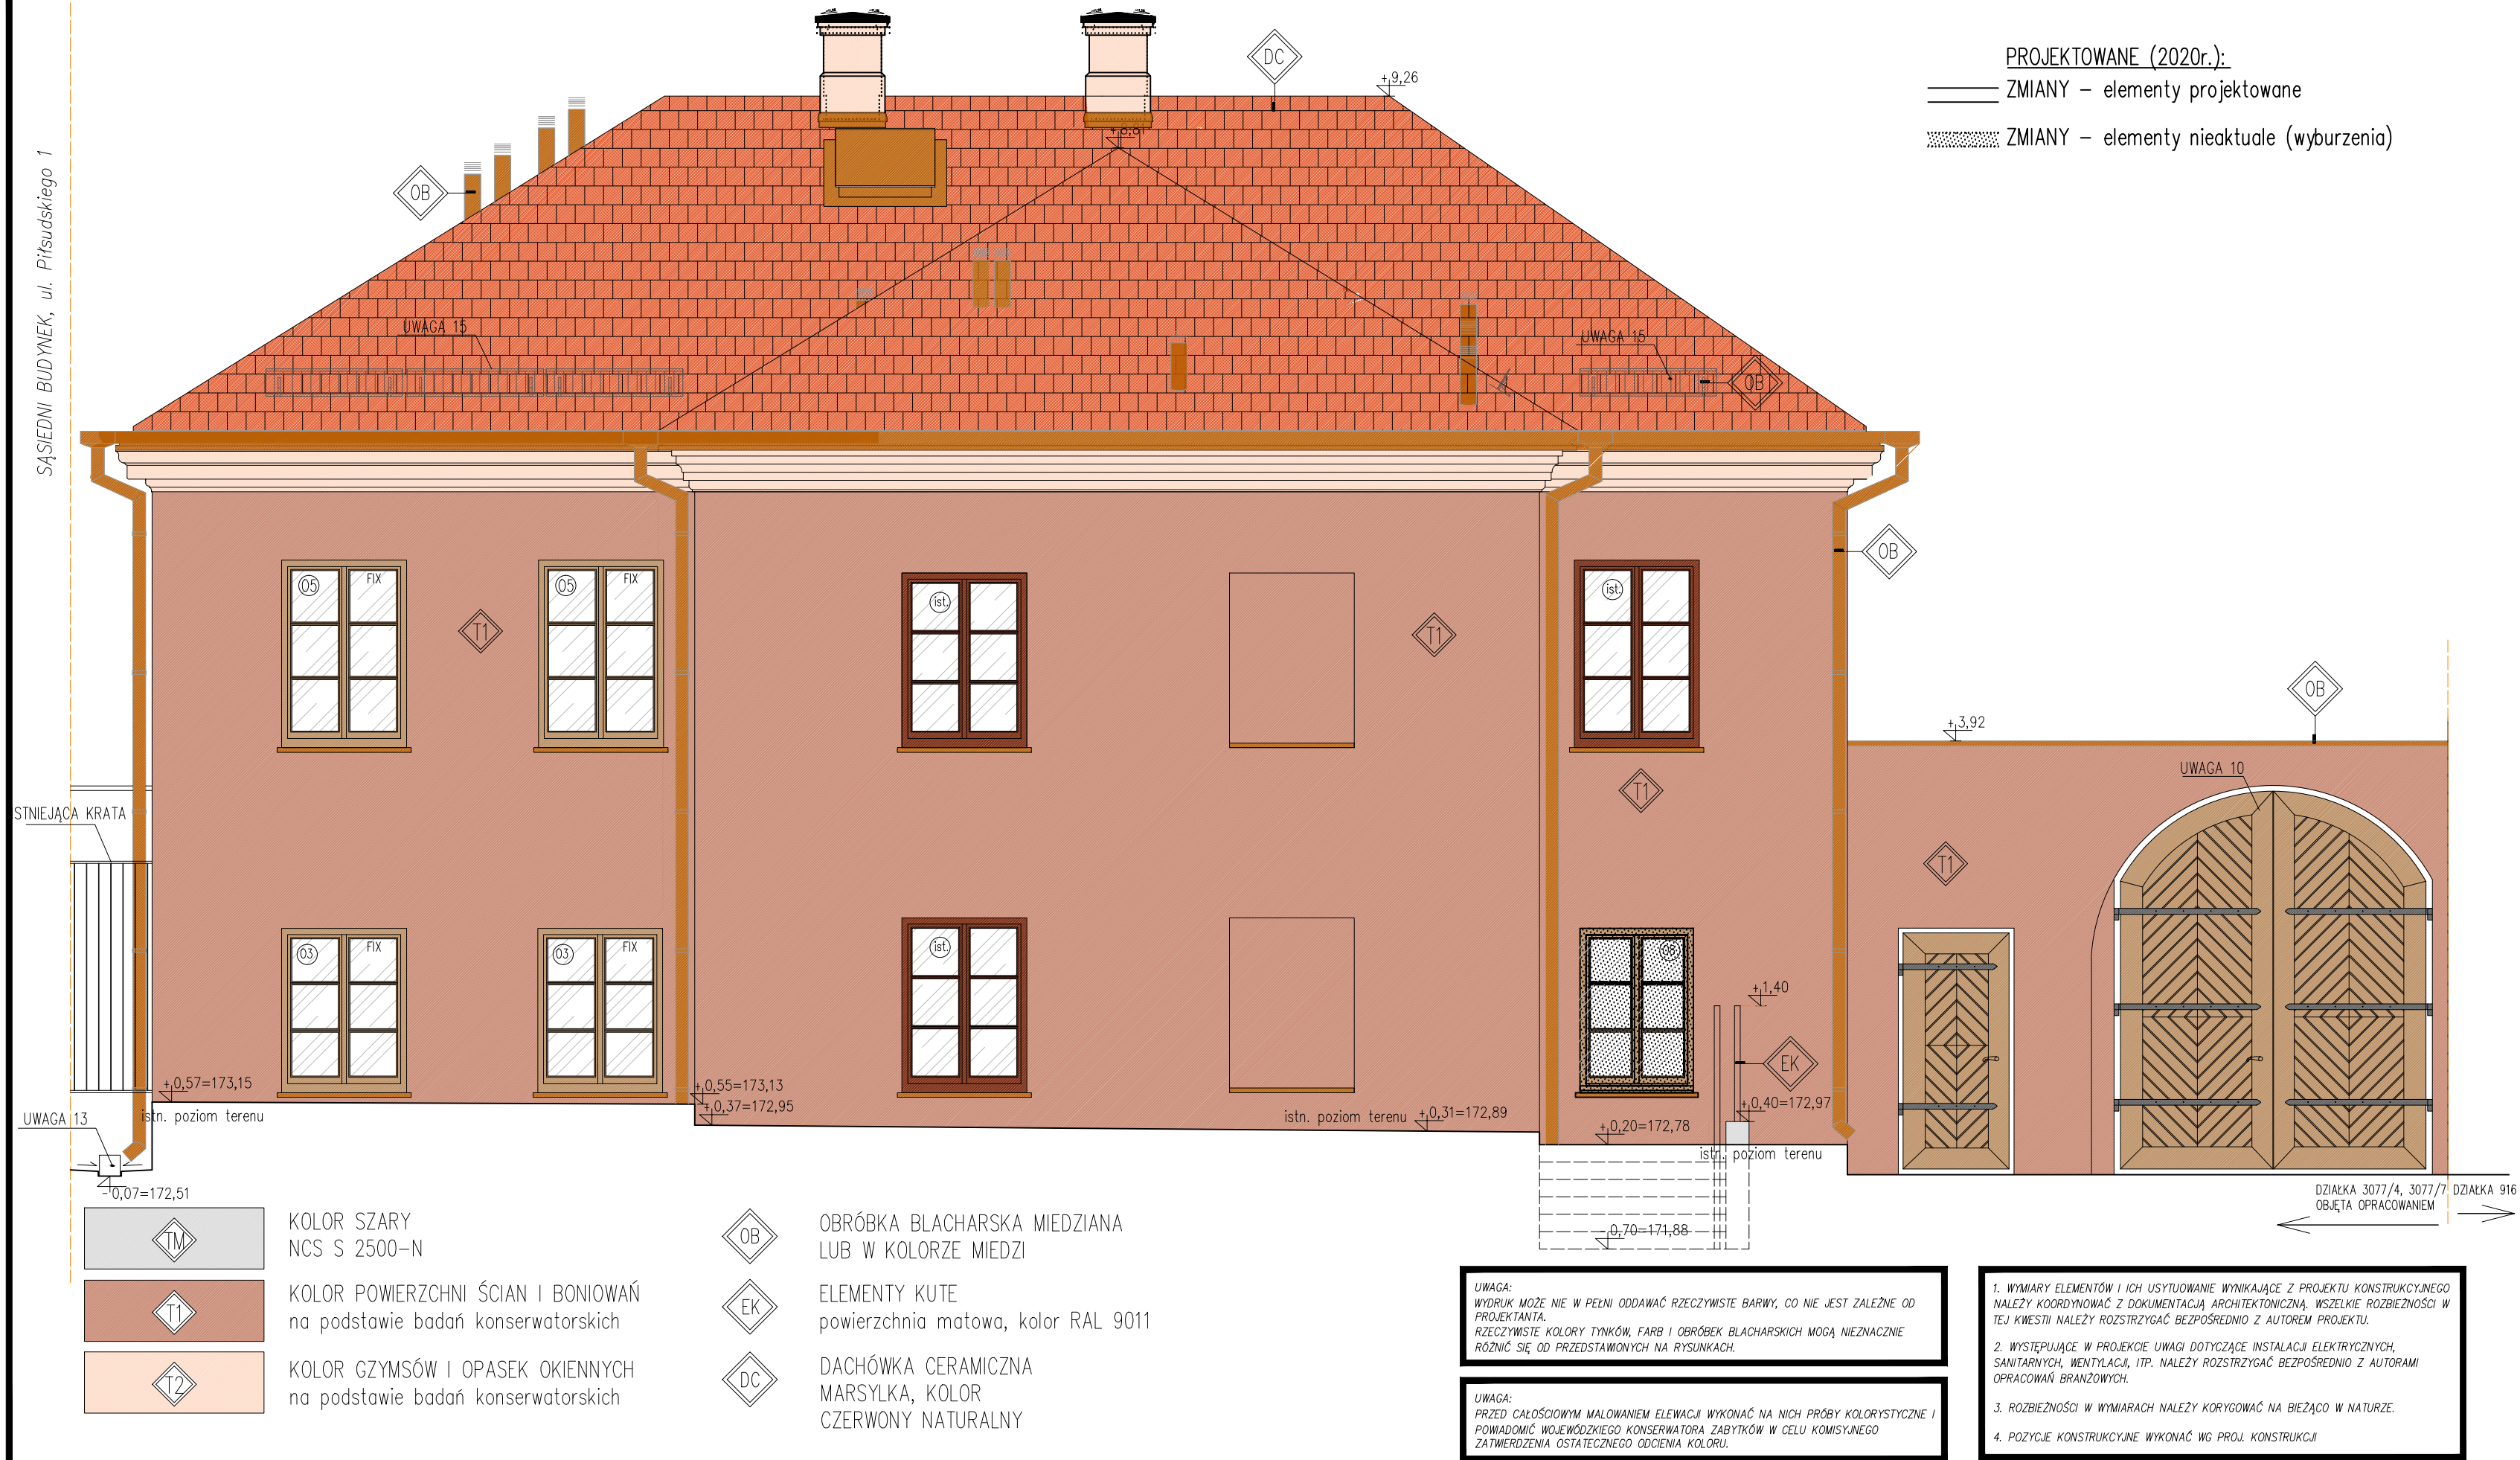 PROJEKTOWANE (2020r.):
ZMIANY – elementy projektowane
ZMIANY – elementy nieaktuale (wyburzenia)
SĄSIEDNI BUDYNEK, ul. Piłsudskiego 1
DC
+9,26
+8,81
OB
UWAGA 15
UWAGA 15
OB
OB
05
FIX
05
FIX
ist.
ist.
T1
T1
T1
OB
+3,92
UWAGA 10
T1
STNIEJĄCA KRATA
03
FIX
03
FIX
ist.
06
+1,40
EK
+0,57=173,15
istn. poziom terenu
+0,55=173,13
+0,37=172,95
istn. poziom terenu
+0,31=172,89
+0,20=172,78
+0,40=172,97
istn. poziom terenu
UWAGA 13
-0,07=172,51
-0,70=171,88
DZIAŁKA 3077/4, 3077/7
OBJĘTA OPRACOWANIEM
DZIAŁKA 916
TM
KOLOR SZARY
NCS S 2500-N
T1
KOLOR POWIERZCHNI ŚCIAN I BONIOWAŃ
na podstawie badań konserwatorskich
T2
KOLOR GZYMSÓW I OPASEK OKIENNYCH
na podstawie badań konserwatorskich
OB
OBRÓBKA BLACHARSKA MIEDZIANA
LUB W KOLORZE MIEDZI
EK
ELEMENTY KUTE
powierzchnia matowa, kolor RAL 9011
DC
DACHÓWKA CERAMICZNA
MARSYLKA, KOLOR
CZERWONY NATURALNY
UWAGA:
WYDRUK MOŻE NIE W PEŁNI ODDAWAĆ RZECZYWISTE BARWY, CO NIE JEST ZALEŻNE OD
PROJEKTANTA.
RZECZYWISTE KOLORY TYNKÓW, FARB I OBRÓBEK BLACHARSKICH MOGĄ NIEZNACZNIE
RÓŻNIĆ SIĘ OD PRZEDSTAWIONYCH NA RYSUNKACH.
UWAGA:
PRZED CAŁOŚCIOWYM MALOWANIEM ELEWACJI WYKONAĆ NA NICH PRÓBY KOLORYSTYCZNE I
POWIADOMIĆ WOJEWÓDZKIEGO KONSERWATORA ZABYTKÓW W CELU KOMISYJNEGO
ZATWIERDZENIA OSTATECZNEGO ODCIENIA KOLORU.
1. WYMIARY ELEMENTÓW I ICH USYTUOWANIE WYNIKAJĄCE Z PROJEKTU KONSTRUKCYJNEGO
NALEŻY KOORDYNOWAĆ Z DOKUMENTACJĄ ARCHITEKTONICZNĄ. WSZELKIE ROZBIEŻNOŚCI W
TEJ KWESTII NALEŻY ROZSTRZYGAĆ BEZPOŚREDNIO Z AUTOREM PROJEKTU.
2. WYSTĘPUJĄCE W PROJEKCIE UWAGI DOTYCZĄCE INSTALACJI ELEKTRYCZNYCH,
SANITARNYCH, WENTYLACJI, ITP. NALEŻY ROZSTRZYGAĆ BEZPOŚREDNIO Z AUTORAMI
OPRACOWAŃ BRANŻOWYCH.
3. ROZBIEŻNOŚCI W WYMIARACH NALEŻY KORYGOWAĆ NA BIEŻĄCO W NATURZE.
4. POZYCJE KONSTRUKCYJNE WYKONAĆ WG PROJ. KONSTRUKCJI